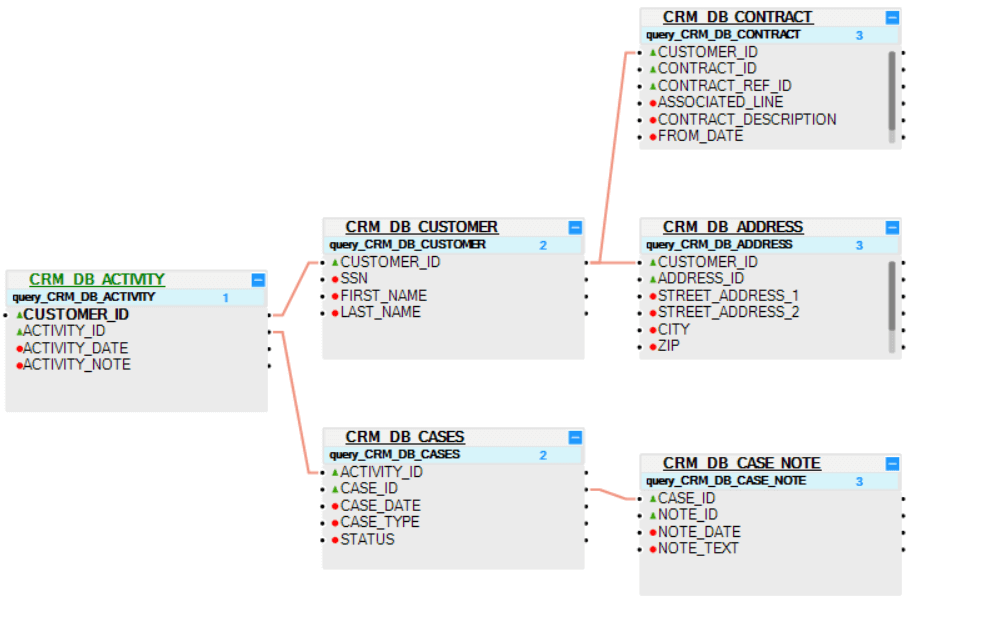 CRM_DB_CONTRACT
query_CRM_DB_CONTRACT 3
CUSTOMER_ID
CONTRACT_ID
CONTRACT_REF_ID
ASSOCIATED_LINE
CONTRACT_DESCRIPTION
FROM_DATE
CRM_DB_CUSTOMER
query_CRM_DB_CUSTOMER 2
CUSTOMER_ID
SSN
FIRST_NAME
LAST_NAME
CRM_DB_ADDRESS
query_CRM_DB_ADDRESS 3
CUSTOMER_ID
ADDRESS_ID
STREET_ADDRESS_1
STREET_ADDRESS_2
CITY
ZIP
CRM_DB_ACTIVITY
query_CRM_DB_ACTIVITY 1
CUSTOMER_ID
ACTIVITY_ID
ACTIVITY_DATE
ACTIVITY_NOTE
CRM_DB_CASES
query_CRM_DB_CASES 2
ACTIVITY_ID
CASE_ID
CASE_DATE
CASE_TYPE
STATUS
CRM_DB_CASE_NOTE
query_CRM_DB_CASE_NOTE 3
CASE_ID
NOTE_ID
NOTE_DATE
NOTE_TEXT